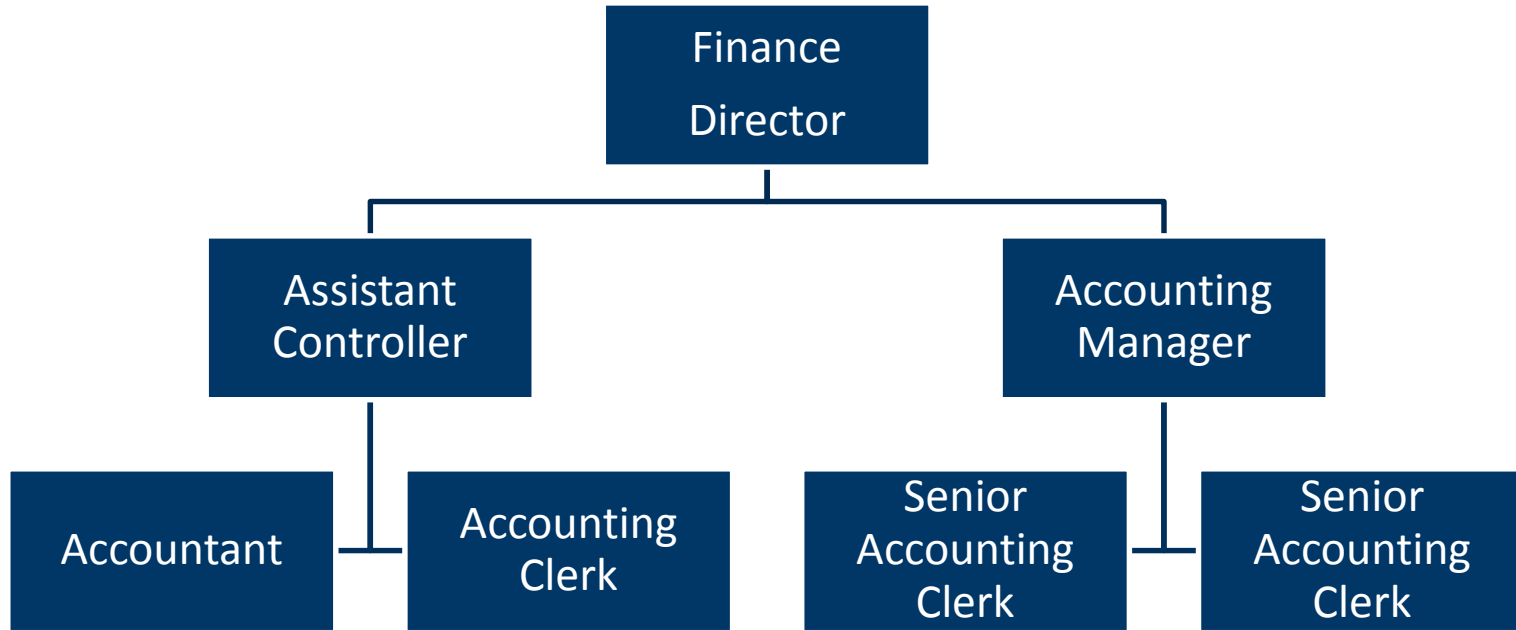 Finance
Director
Assistant
Controller
Accounting
Manager
Accountant
Accounting
Clerk
Senior
Accounting
Clerk
Senior
Accounting
Clerk